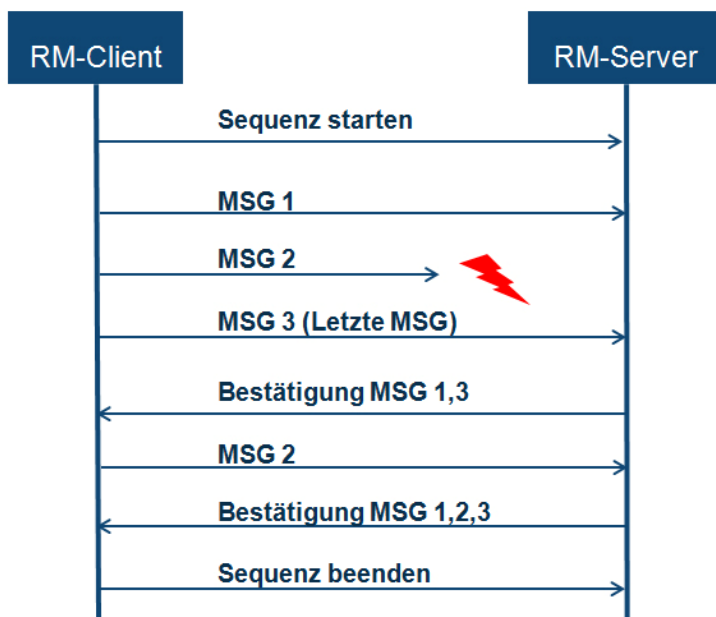 RM-Client
RM-Server
Sequenz starten
MSG 1
MSG 2
MSG 3 (Letzte MSG)
Bestätigung MSG 1,3
MSG 2
Bestätigung MSG 1,2,3
Sequenz beenden